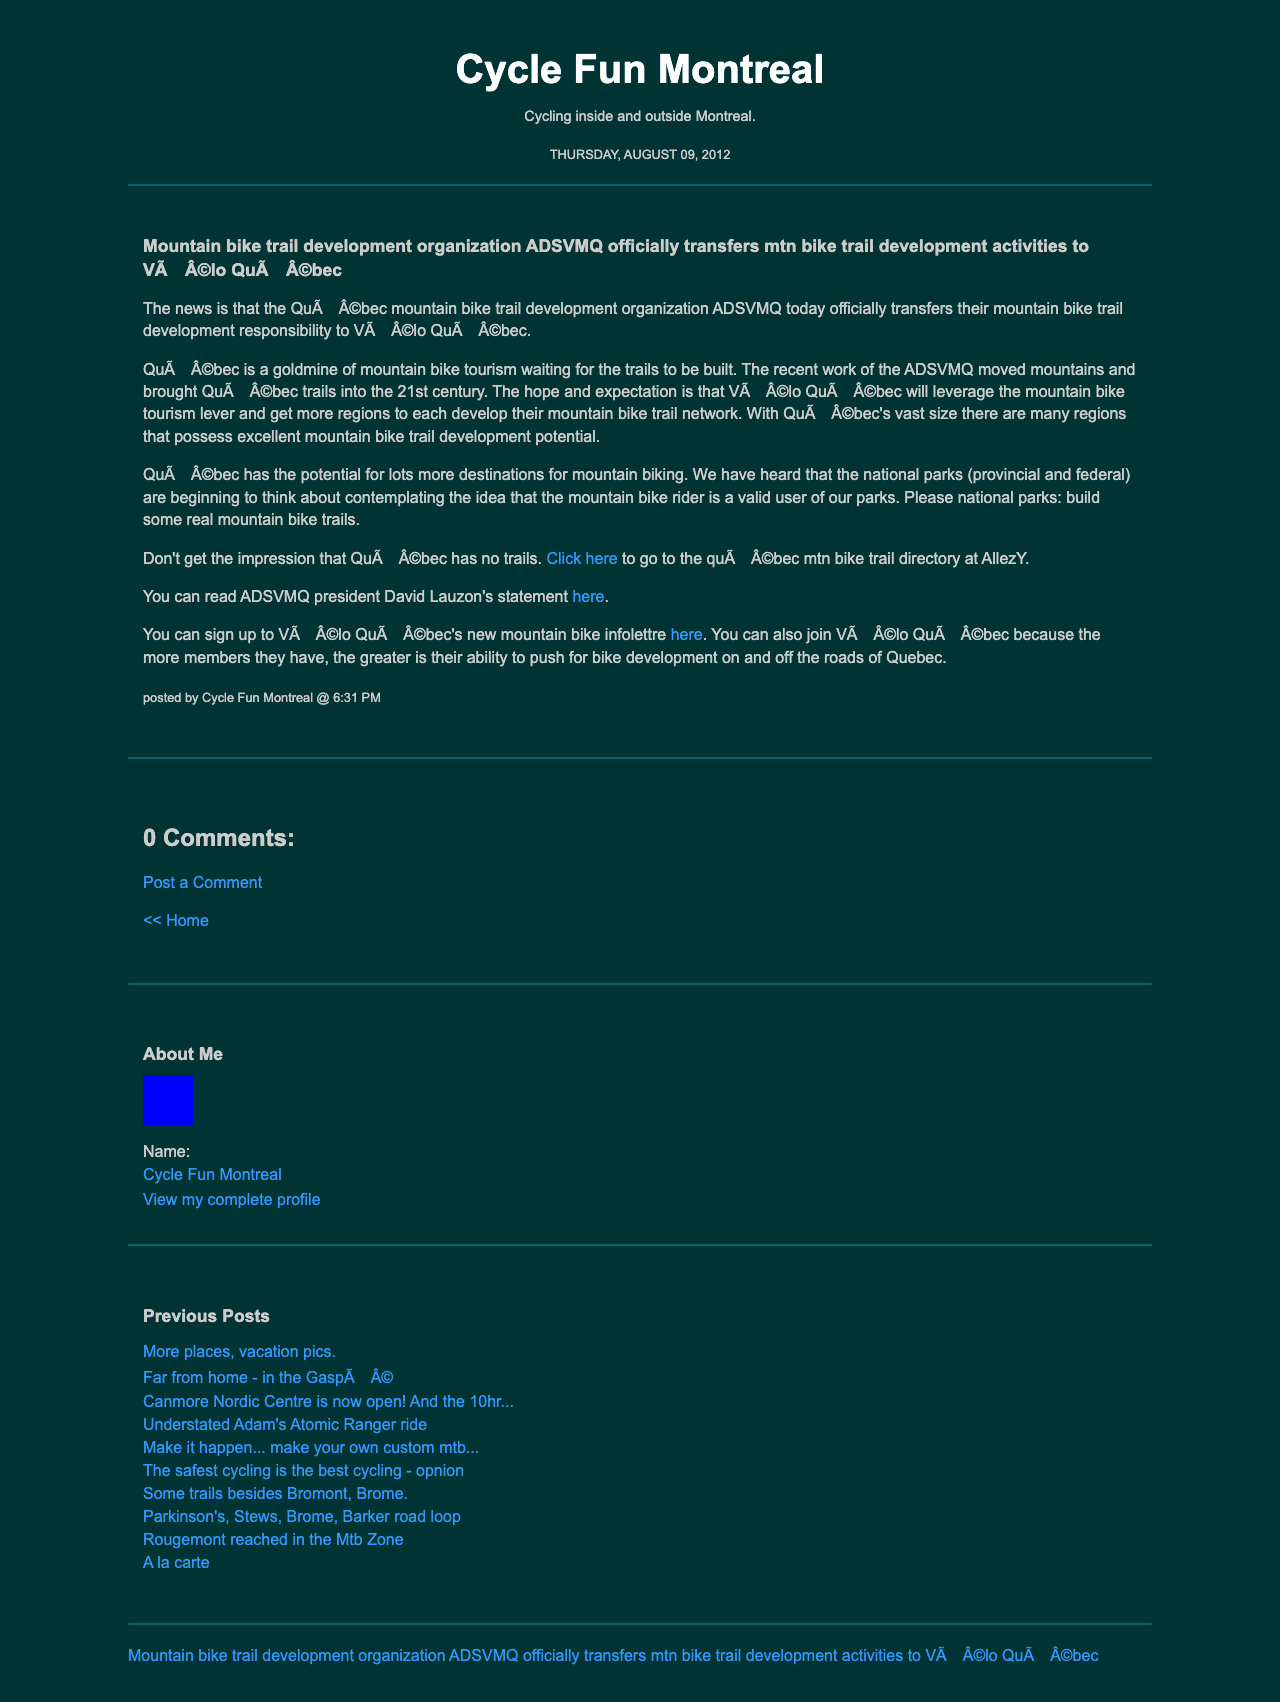 Cycle Fun Montreal
Cycling inside and outside Montreal.
THURSDAY, AUGUST 09, 2012
Mountain bike trail development organization ADSVMQ officially transfers mtn bike trail development activities to
VÃ Â©lo QuÃ Â©bec
The news is that the QuÃ Â©bec mountain bike trail development organization ADSVMQ today officially transfers their mountain bike trail
development responsibility to VÃ Â©lo QuÃ Â©bec.
QuÃ Â©bec is a goldmine of mountain bike tourism waiting for the trails to be built. The recent work of the ADSVMQ moved mountains and
brought QuÃ Â©bec trails into the 21st century. The hope and expectation is that VÃ Â©lo QuÃ Â©bec will leverage the mountain bike
tourism lever and get more regions to each develop their mountain bike trail network. With QuÃ Â©bec's vast size there are many regions
that possess excellent mountain bike trail development potential.
QuÃ Â©bec has the potential for lots more destinations for mountain biking. We have heard that the national parks (provincial and federal)
are beginning to think about contemplating the idea that the mountain bike rider is a valid user of our parks. Please national parks: build
some real mountain bike trails.
Don't get the impression that QuÃ Â©bec has no trails. Click here to go to the quÃ Â©bec mtn bike trail directory at AllezY.
You can read ADSVMQ president David Lauzon's statement here.
You can sign up to VÃ Â©lo QuÃ Â©bec's new mountain bike infolettre here. You can also join VÃ Â©lo QuÃ Â©bec because the
more members they have, the greater is their ability to push for bike development on and off the roads of Quebec.
posted by Cycle Fun Montreal @ 6:31 PM
0 Comments:
Post a Comment
<< Home
About Me
Name:
Cycle Fun Montreal
View my complete profile
Previous Posts
More places, vacation pics.
Far from home - in the GaspÃ Â©
Canmore Nordic Centre is now open! And the 10hr...
Understated Adam's Atomic Ranger ride
Make it happen... make your own custom mtb...
The safest cycling is the best cycling - opnion
Some trails besides Bromont, Brome.
Parkinson's, Stews, Brome, Barker road loop
Rougemont reached in the Mtb Zone
A la carte
Mountain bike trail development organization ADSVMQ officially transfers mtn bike trail development activities to VÃ Â©lo QuÃ Â©bec